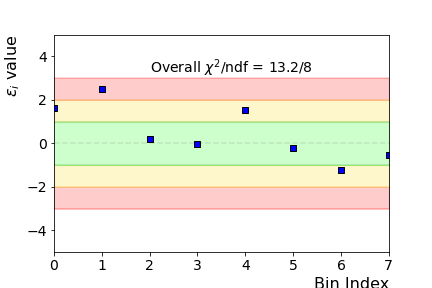 Overall χ²/ndf = 13.2/8
εᵢ value
4
2
0
−2
−4
0 1 2 3 4 5 6 7
Bin Index